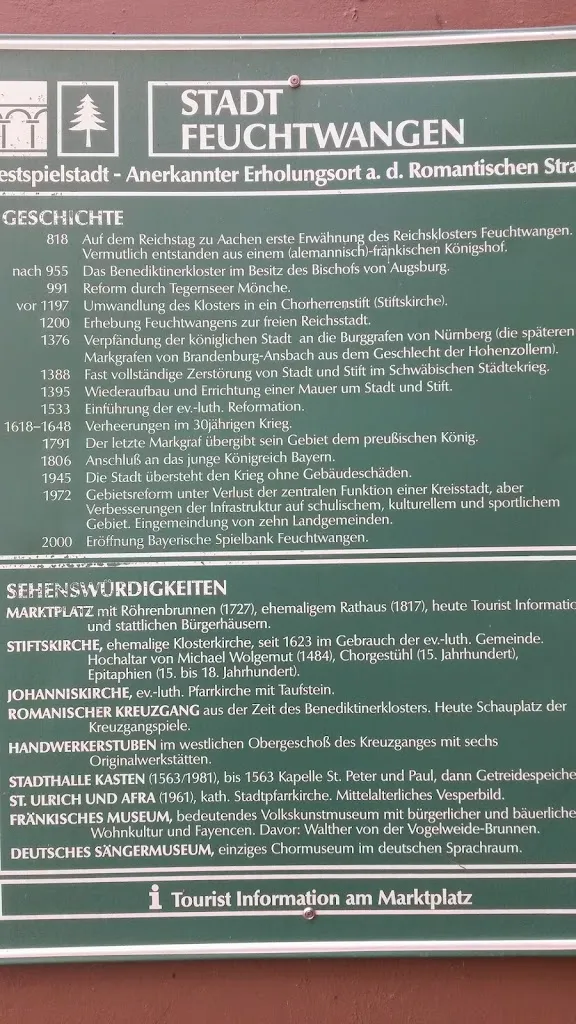 STADT
FEUCHTWANGEN
estspielstadt - Anerkannter Erholungsort a. d. Romantischen Stra
GESCHICHTE
818 Auf dem Reichstag zu Aachen erste Erwähnung des Reichsklosters Feuchtwangen.
Vermutlich entstanden aus einem (alemannisch)-fränkischen Königshof.
nach 955 Das Benediktinerkloster im Besitz des Bischofs von Augsburg.
991 Reform durch Tegernseer Mönche.
vor 1197 Umwandlung des Klosters in ein Chorherrenstift (Stiftskirche).
1200 Erhebung Feuchtwangens zur freien Reichsstadt.
1376 Verpfändung der königlichen Stadt an die Burggrafen von Nürnberg (die späteren
Markgrafen von Brandenburg-Ansbach aus dem Geschlecht der Hohenzollern).
1388 Fast vollständige Zerstörung von Stadt und Stift im Schwäbischen Städtekrieg.
1395 Wiederaufbau und Errichtung einer Mauer um Stadt und Stift.
1533 Einführung der ev.-luth. Reformation.
1618–1648 Verheerungen im 30jährigen Krieg.
1791 Der letzte Markgraf übergibt sein Gebiet dem preußischen König.
1806 Anschluß an das junge Königreich Bayern.
1945 Die Stadt übersteht den Krieg ohne Gebäudeschäden.
1972 Gebietsreform unter Verlust der zentralen Funktion einer Kreisstadt, aber
Verbesserungen der Infrastruktur auf schulischem, kulturellem und sportlichem
Gebiet. Eingemeindung von zehn Landgemeinden.
2000 Eröffnung Bayerische Spielbank Feuchtwangen.
SEHENSWÜRDIGKEITEN
MARKTPLATZ mit Röhrenbrunnen (1727), ehemaligem Rathaus (1817), heute Tourist Informatio
und stattlichen Bürgerhäusern.
STIFTSKIRCHE, ehemalige Klosterkirche, seit 1623 im Gebrauch der ev.-luth. Gemeinde.
Hochaltar von Michael Wolgemut (1484), Chorgestühl (15. Jahrhundert),
Epitaphien (15. bis 18. Jahrhundert).
JOHANNISKIRCHE, ev.-luth. Pfarrkirche mit Taufstein.
ROMANISCHER KREUZGANG aus der Zeit des Benediktinerklosters. Heute Schauplatz der
Kreuzgangspiele.
HANDWERKERSTUBEN im westlichen Obergeschoß des Kreuzganges mit sechs
Originalwerkstätten.
STADTHALLE KASTEN (1563/1981), bis 1563 Kapelle St. Peter und Paul, dann Getreidespeiche
ST. ULRICH UND AFRA (1961), kath. Stadtpfarrkirche. Mittelalterliches Vesperbild.
FRÄNKISCHES MUSEUM, bedeutendes Volkskunstmuseum mit bürgerlicher und bäuerliche
Wohnkultur und Fayencen. Davor: Walther von der Vogelweide-Brunnen.
DEUTSCHES SÄNGERMUSEUM, einziges Chormuseum im deutschen Sprachraum.
i Tourist Information am Marktplatz